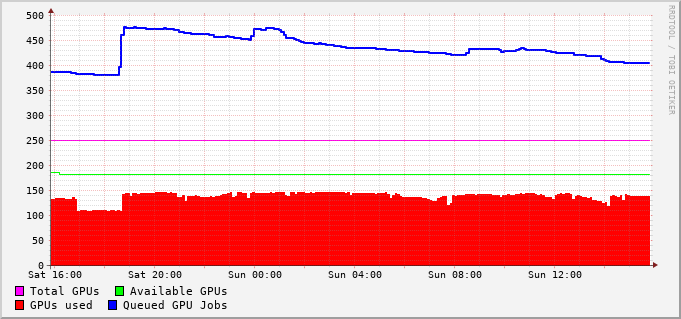 500
450
400
350
300
250
200
150
100
50
0
Sat 16:00 Sat 20:00 Sun 00:00 Sun 04:00 Sun 08:00 Sun 12:00
Total GPUs Available GPUs
GPUs used Queued GPU Jobs
RRDTOOL / TOBI OETIKER